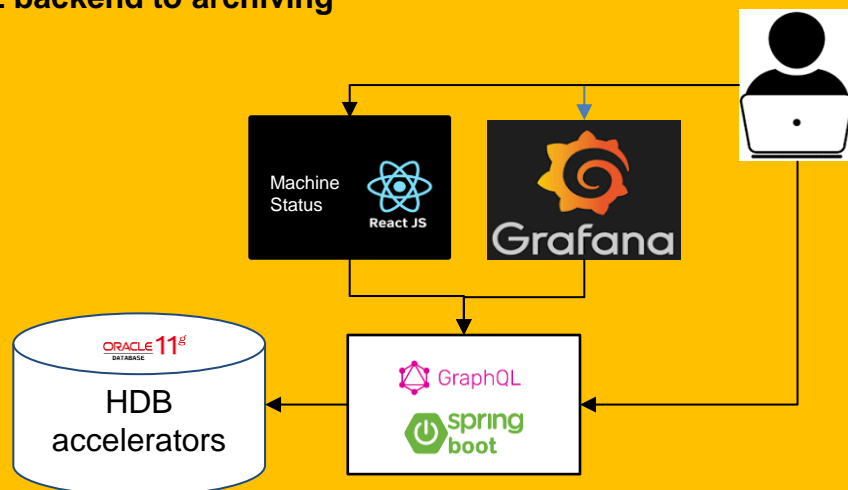 backend to archiving
Machine
Status
React JS
Grafana
ORACLE 11g
DATABASE
HDB
accelerators
GraphQL
spring
boot